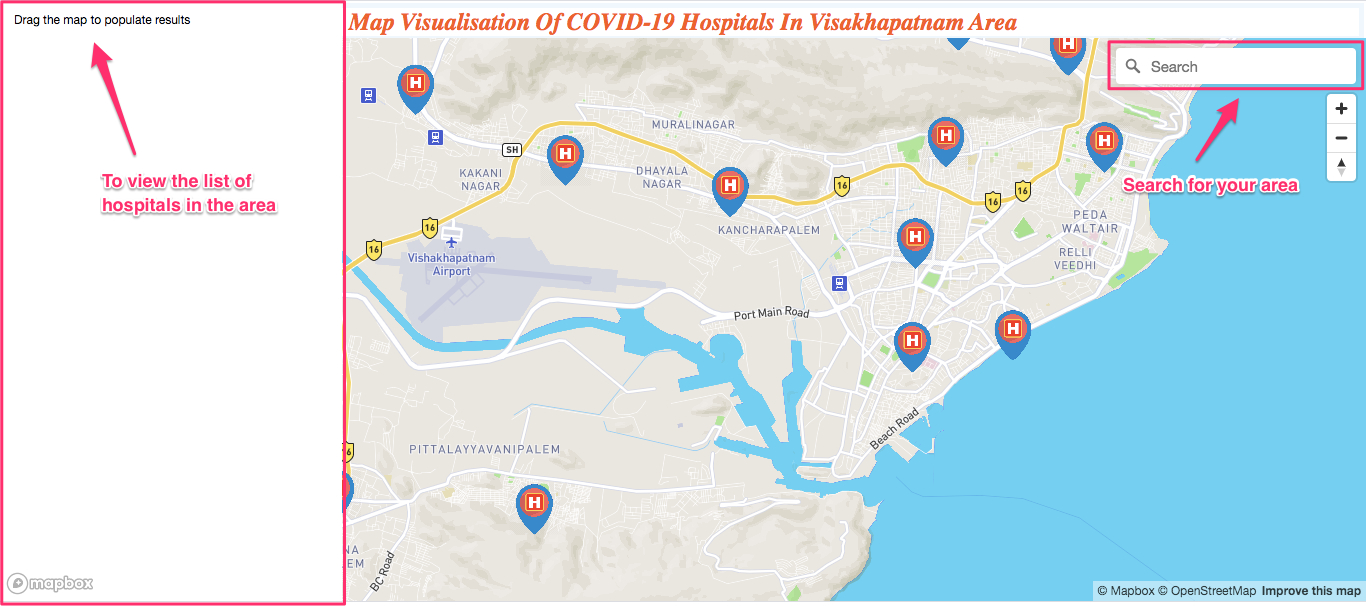 Drag the map to populate results
Map Visualisation Of COVID-19 Hospitals In Visakhapatnam Area
To view the list of
hospitals in the area
Search
Search for your area
H
H
H
H
H
H
H
H
H
H
MURALINAGAR
SH
KAKANI
NAGAR
DHAYALA
NAGAR
16
16
16
16
16
16
KANCHARAPALEM
PEDA
WALTAIR
RELLI
VEEDHI
Vishakhapatnam
Airport
Port Main Road
Beach Road
PITTALAYYAVANIPALEM
NA
EM
BC Road
mapbox
© Mapbox © OpenStreetMap Improve this map